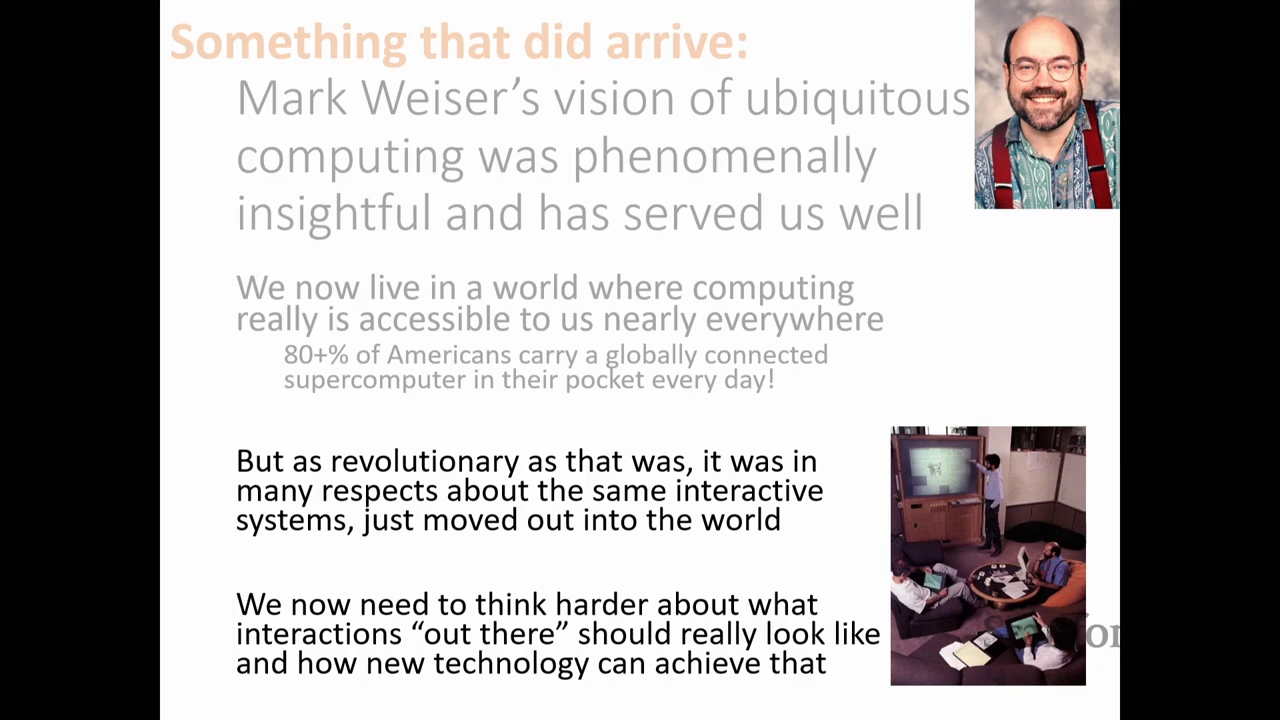 Something that did arrive:
Mark Weiser’s vision of ubiquitous
computing was phenomenally
insightful and has served us well
We now live in a world where computing
really is accessible to us nearly everywhere
80+% of Americans carry a globally connected
supercomputer in their pocket every day!
But as revolutionary as that was, it was in
many respects about the same interactive
systems, just moved out into the world
We now need to think harder about what
interactions “out there” should really look like
and how new technology can achieve that